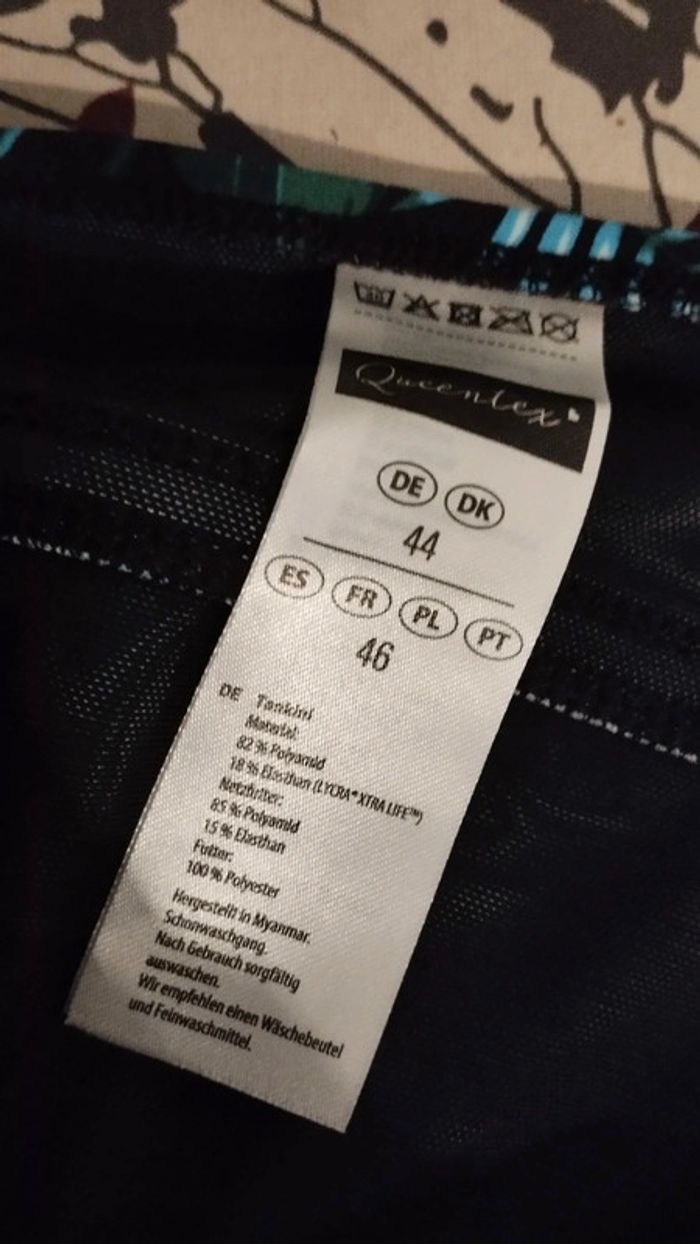 Queentex
DE DK
44
ES FR PL PT
46
DE Tankini
Material:
82 % Polyamid
18 % Elasthan (LYCRA® XTRA LIFE™)
Netzfutter:
85 % Polyamid
15 % Elasthan
Futter:
100 % Polyester
Hergestellt in Myanmar.
Schonwaschgang.
Nach Gebrauch sorgfältig
auswaschen.
Wir empfehlen einen Wäschebeutel
und Feinwaschmittel.